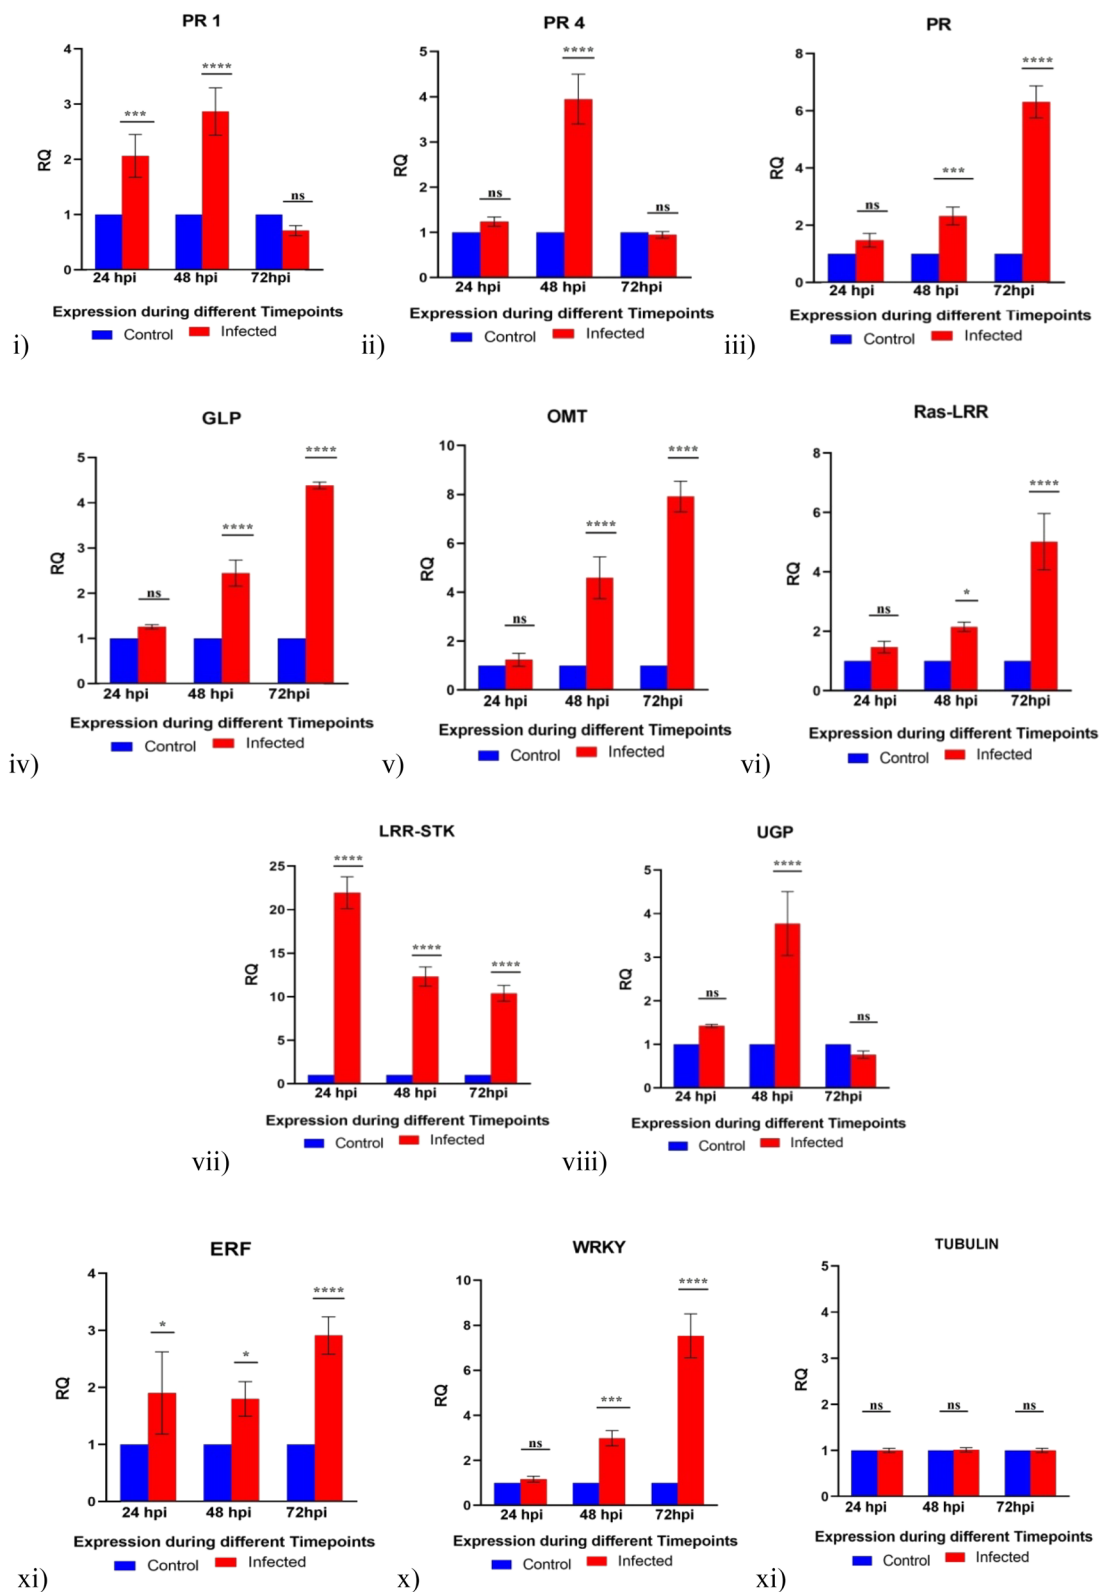 PR 1
4
3
2
1
0
RQ
***
****
ns
24 hpi 48 hpi 72hpi
Expression during different Timepoints
Control Infected
i)
PR 4
5
4
3
2
1
0
RQ
ns
****
ns
24 hpi 48 hpi 72hpi
Expression during different Timepoints
Control Infected
ii)
PR
8
6
4
2
0
RQ
ns
***
****
24 hpi 48 hpi 72hpi
Expression during different Timepoints
Control Infected
iii)
GLP
5
4
3
2
1
0
RQ
ns
****
****
24 hpi 48 hpi 72hpi
Expression during different Timepoints
Control Infected
iv)
OMT
10
8
6
4
2
0
RQ
ns
****
****
24 hpi 48 hpi 72hpi
Expression during different Timepoints
Control Infected
v)
Ras-LRR
8
6
4
2
0
RQ
ns
*
****
24 hpi 48 hpi 72hpi
Expression during different Timepoints
Control Infected
vi)
LRR-STK
25
20
15
10
5
0
RQ
****
****
****
24 hpi 48 hpi 72hpi
Expression during different Timepoints
Control Infected
vii)
UGP
5
4
3
2
1
0
RQ
ns
****
ns
24 hpi 48 hpi 72hpi
Expression during different Timepoints
Control Infected
viii)
ERF
4
3
2
1
0
RQ
*
*
****
24 hpi 48 hpi 72hpi
Expression during different Timepoints
Control Infected
xi)
WRKY
10
8
6
4
2
0
RQ
ns
***
****
24 hpi 48 hpi 72hpi
Expression during different Timepoints
Control Infected
x)
TUBULIN
5
4
3
2
1
0
RQ
ns
ns
ns
24 hpi 48 hpi 72hpi
Expression during different Timepoints
Control Infected
xi)